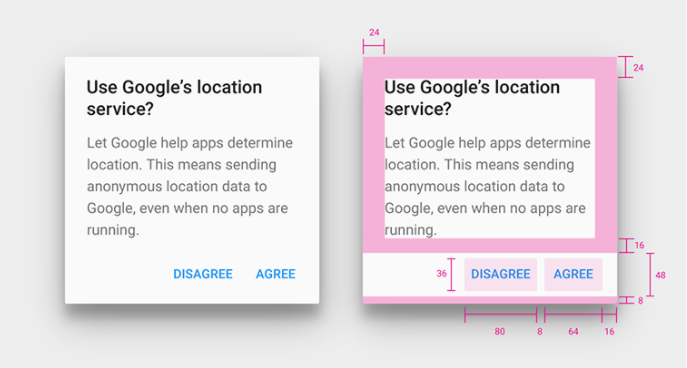 Use Google's location
service?
Let Google help apps determine
location. This means sending
anonymous location data to
Google, even when no apps are
running.
DISAGREE AGREE
24
24
Use Google's location
service?
Let Google help apps determine
location. This means sending
anonymous location data to
Google, even when no apps are
running.
16
36
DISAGREE AGREE
48
8
80 8 64 16